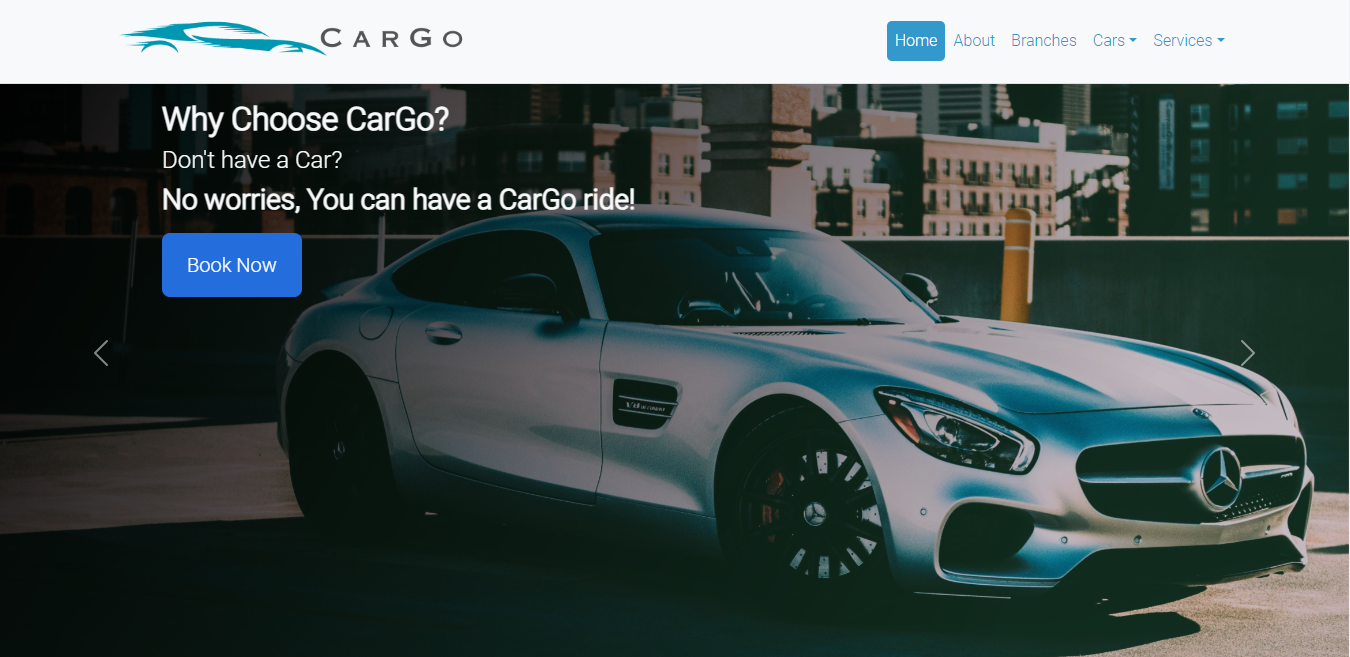 CarGo
Home About Branches Cars Services
Why Choose CarGo?
Don't have a Car?
No worries, You can have a CarGo ride!
Book Now